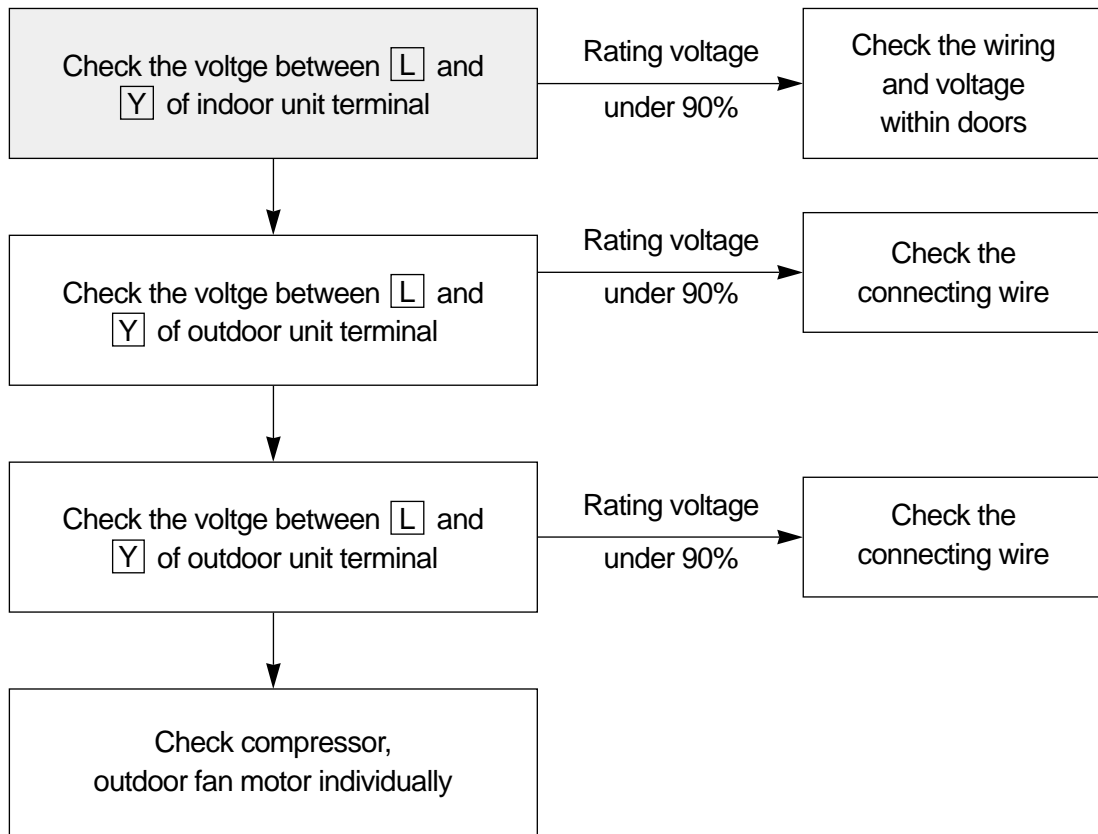 Check the voltge between L and
Y of indoor unit terminal
Rating voltage
under 90%
Check the wiring
and voltage
within doors
Check the voltge between L and
Y of outdoor unit terminal
Rating voltage
under 90%
Check the
connecting wire
Check the voltge between L and
Y of outdoor unit terminal
Rating voltage
under 90%
Check the
connecting wire
Check compressor,
outdoor fan motor individually